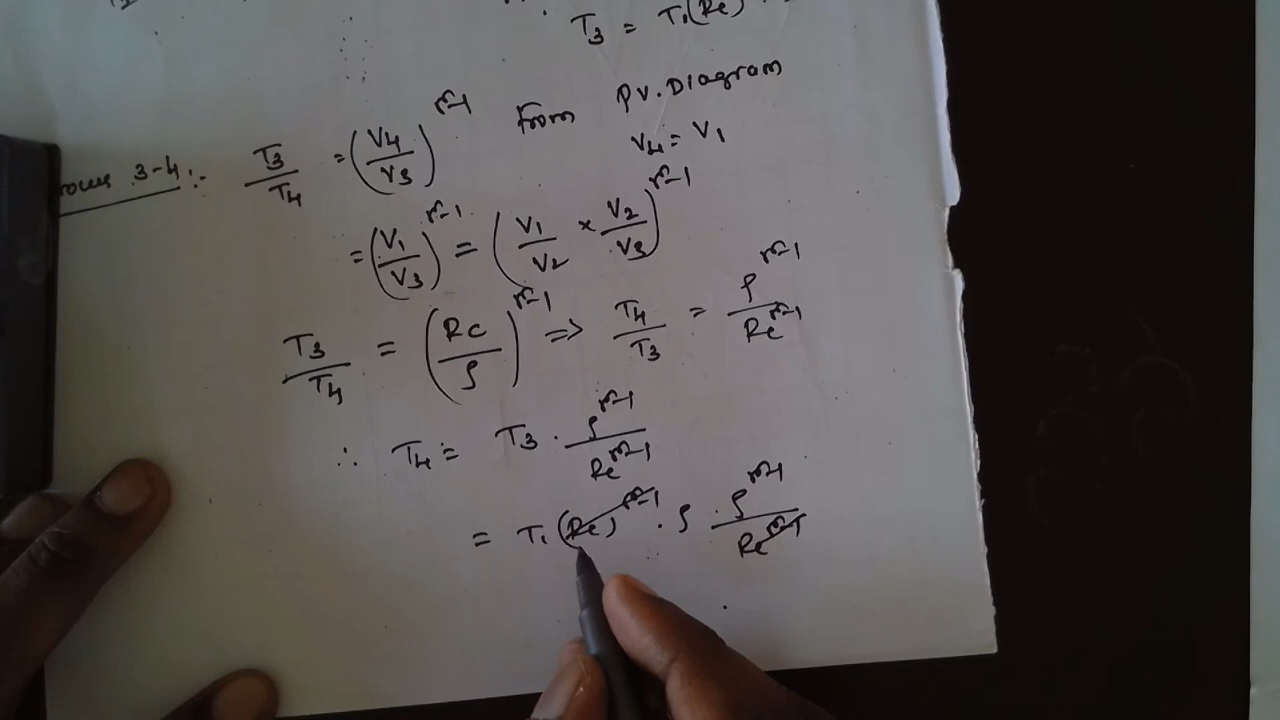 T₃ = T₁(Rc)
from PV. Diagram
3-4 :- T₃/T₄ = (V₄/V₃)^(γ-1) V₄ = V₁
= (V₁/V₃)^(γ-1) = (V₁/V₂ × V₂/V₃)^(γ-1)
T₃/T₄ = (Rc/ρ)^(γ-1) => T₄/T₃ = ρ^(γ-1)/Rc^(γ-1)
∴ T₄ = T₃ . ρ^(γ-1)/Rc^(γ-1)
= T₁(Rc)^(γ-1) . ρ . ρ^(γ-1)/Rc^(γ-1)